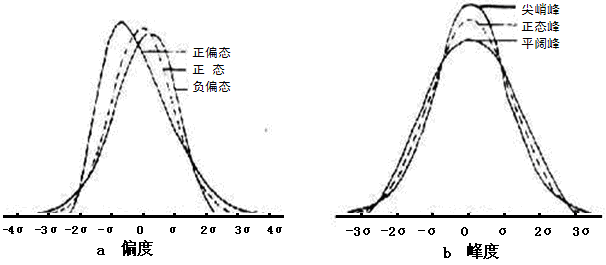 正偏态
正 态
负偏态
-4σ -3σ -2σ -σ 0 σ 2σ 3σ 4σ
a 偏度
尖峭峰
正态峰
平阔峰
-3σ -2σ -σ 0 σ 2σ 3σ
b 峰度